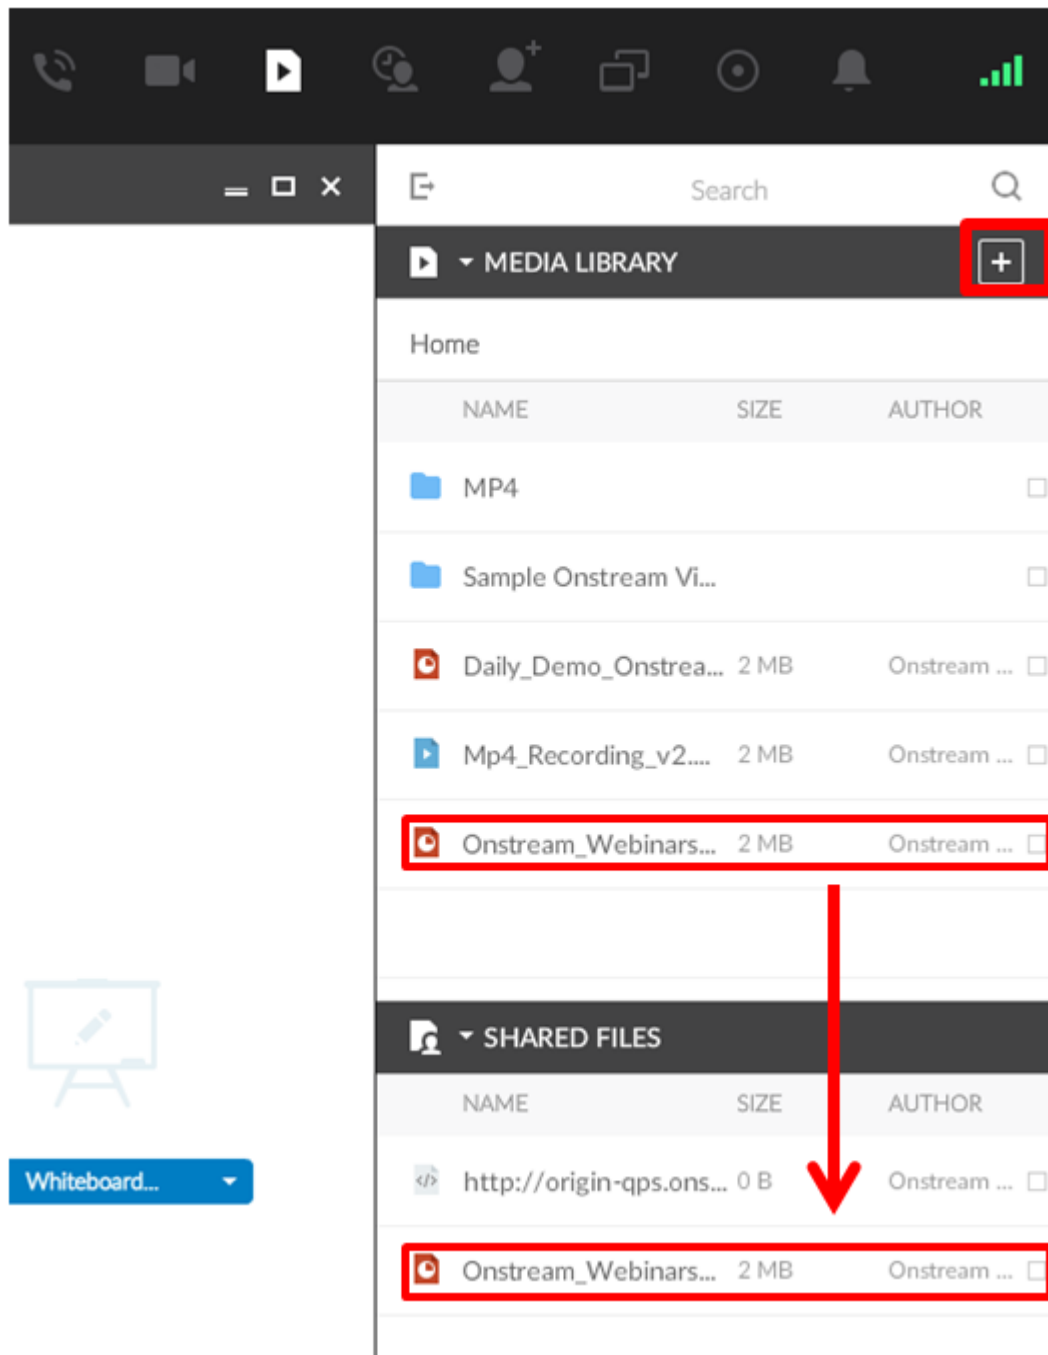 Search
MEDIA LIBRARY
Home
NAME SIZE AUTHOR
MP4
Sample Onstream Vi...
Daily_Demo_Onstrea... 2 MB Onstream ...
Mp4_Recording_v2.... 2 MB Onstream ...
Onstream_Webinars... 2 MB Onstream ...
SHARED FILES
NAME SIZE AUTHOR
Whiteboard...
http://origin-qps.ons... 0 B Onstream ...
Onstream_Webinars... 2 MB Onstream ...